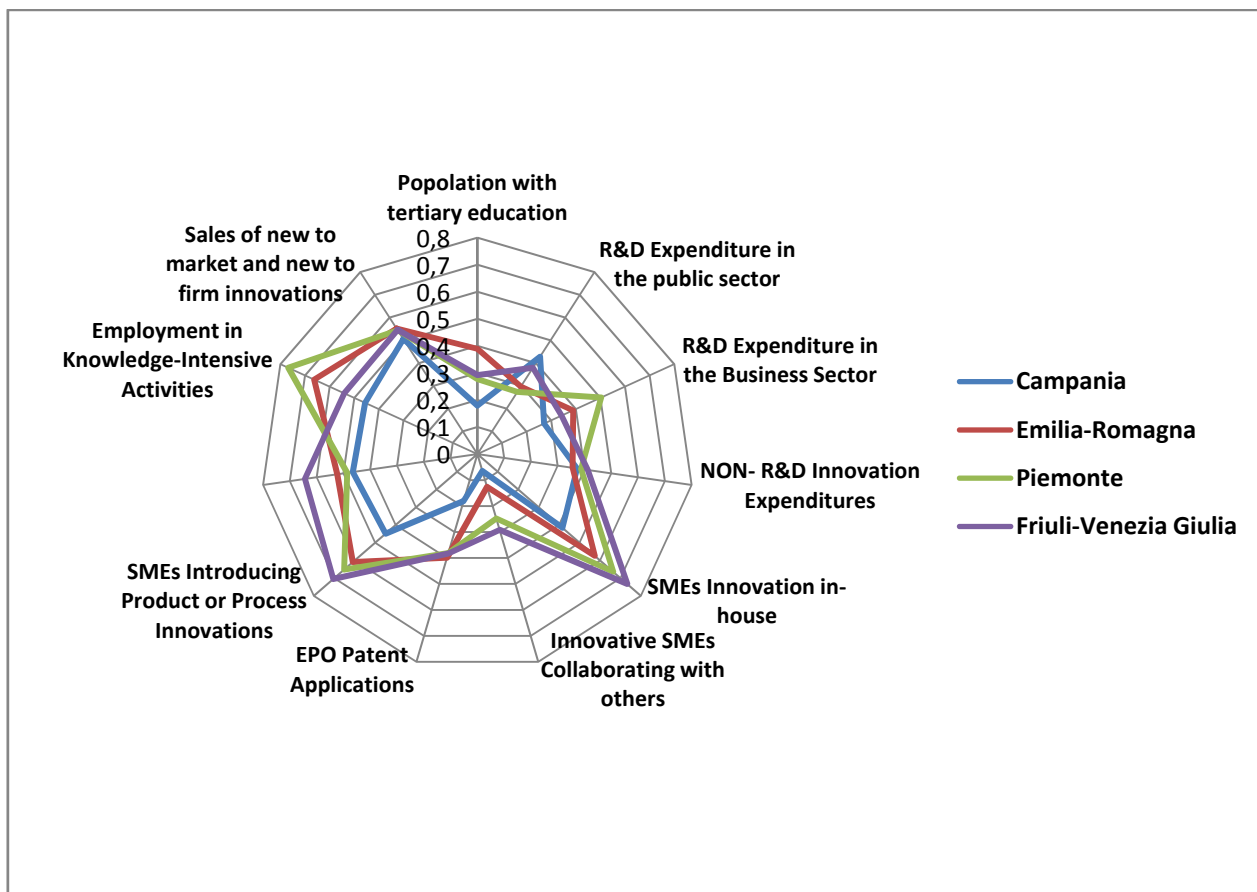 Popolation with
tertiary education
R&D Expenditure in
the public sector
R&D Expenditure in
the Business Sector
NON- R&D Innovation
Expenditures
SMEs Innovation in-
house
Innovative SMEs
Collaborating with
others
EPO Patent
Applications
SMEs Introducing
Product or Process
Innovations
Employment in
Knowledge-Intensive
Activities
Sales of new to
market and new to
firm innovations
0,8
0,7
0,6
0,5
0,4
0,3
0,2
0,1
0
Campania
Emilia-Romagna
Piemonte
Friuli-Venezia Giulia